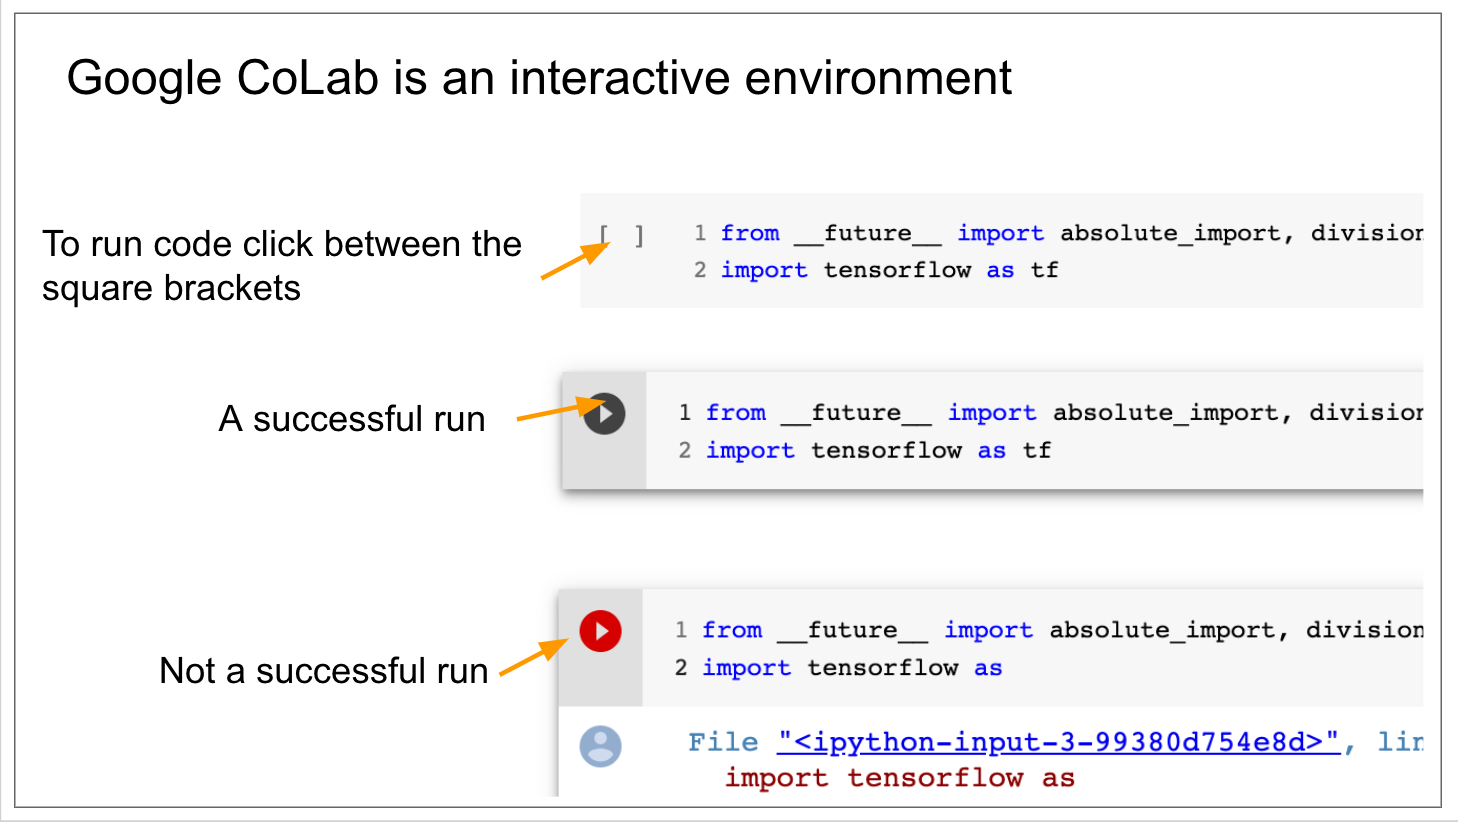 Google CoLab is an interactive environment
To run code click between the
square brackets
[ ] 1 from __future__ import absolute_import, division
2 import tensorflow as tf
A successful run
1 from __future__ import absolute_import, division
2 import tensorflow as tf
Not a successful run
1 from __future__ import absolute_import, division
2 import tensorflow as
File "<ipython-input-3-99380d754e8d>", lin
import tensorflow as